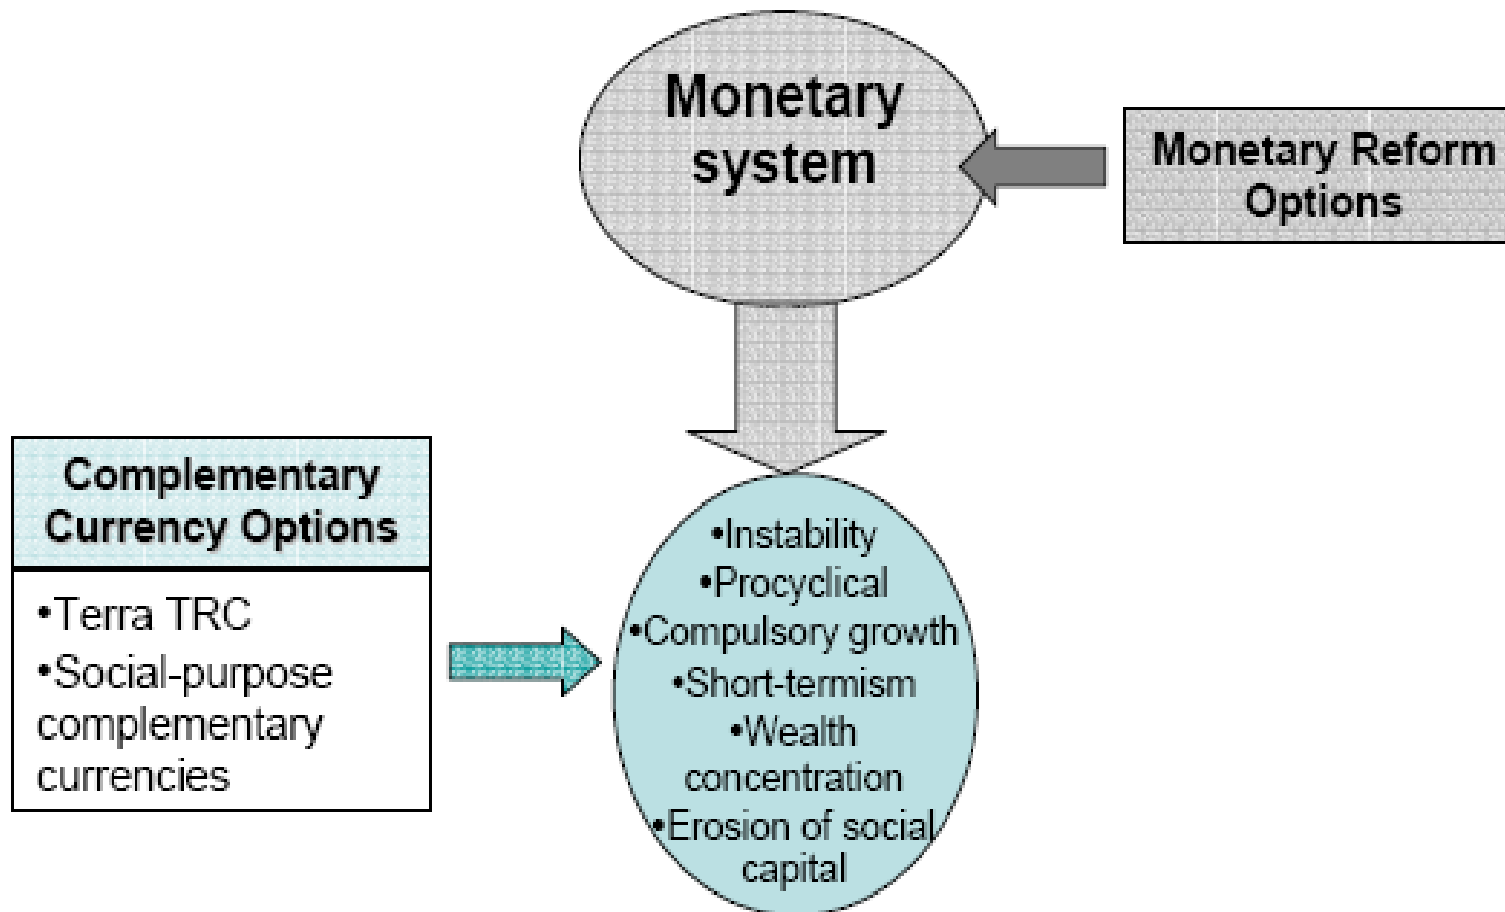 Monetary
system
Monetary Reform
Options
Complementary
Currency Options
•Terra TRC
•Social-purpose
complementary
currencies
•Instability
•Procyclical
•Compulsory growth
•Short-termism
•Wealth
concentration
•Erosion of social
capital